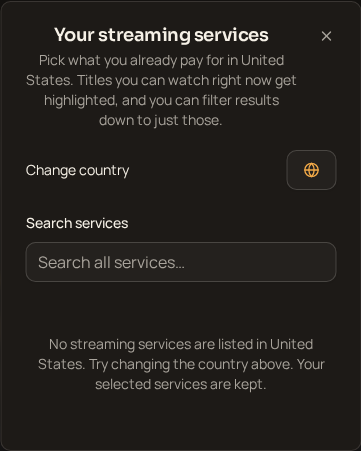 Your streaming services
Pick what you already pay for in United
States. Titles you can watch right now get
highlighted, and you can filter results
down to just those.
Change country
Search services
Search all services...
No streaming services are listed in United
States. Try changing the country above. Your
selected services are kept.